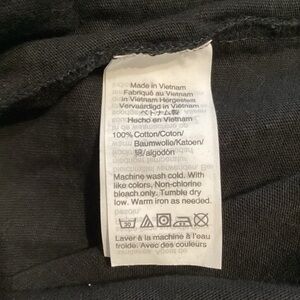 Made in Vietnam
Fabriqué au Vietnam
In Vietnam Hergestellt
Vervaardigd in Vietnam
ベトナム製
Hecho en Vietnam
100% Cotton/Coton/
Baumwolle/Katoen/
綿/algodón
Machine wash cold. With
like colors. Non-chlorine
bleach only. Tumble dry
low. Warm iron as needed.
30
Laver à la machine à l'eau
froide. Avec des couleurs